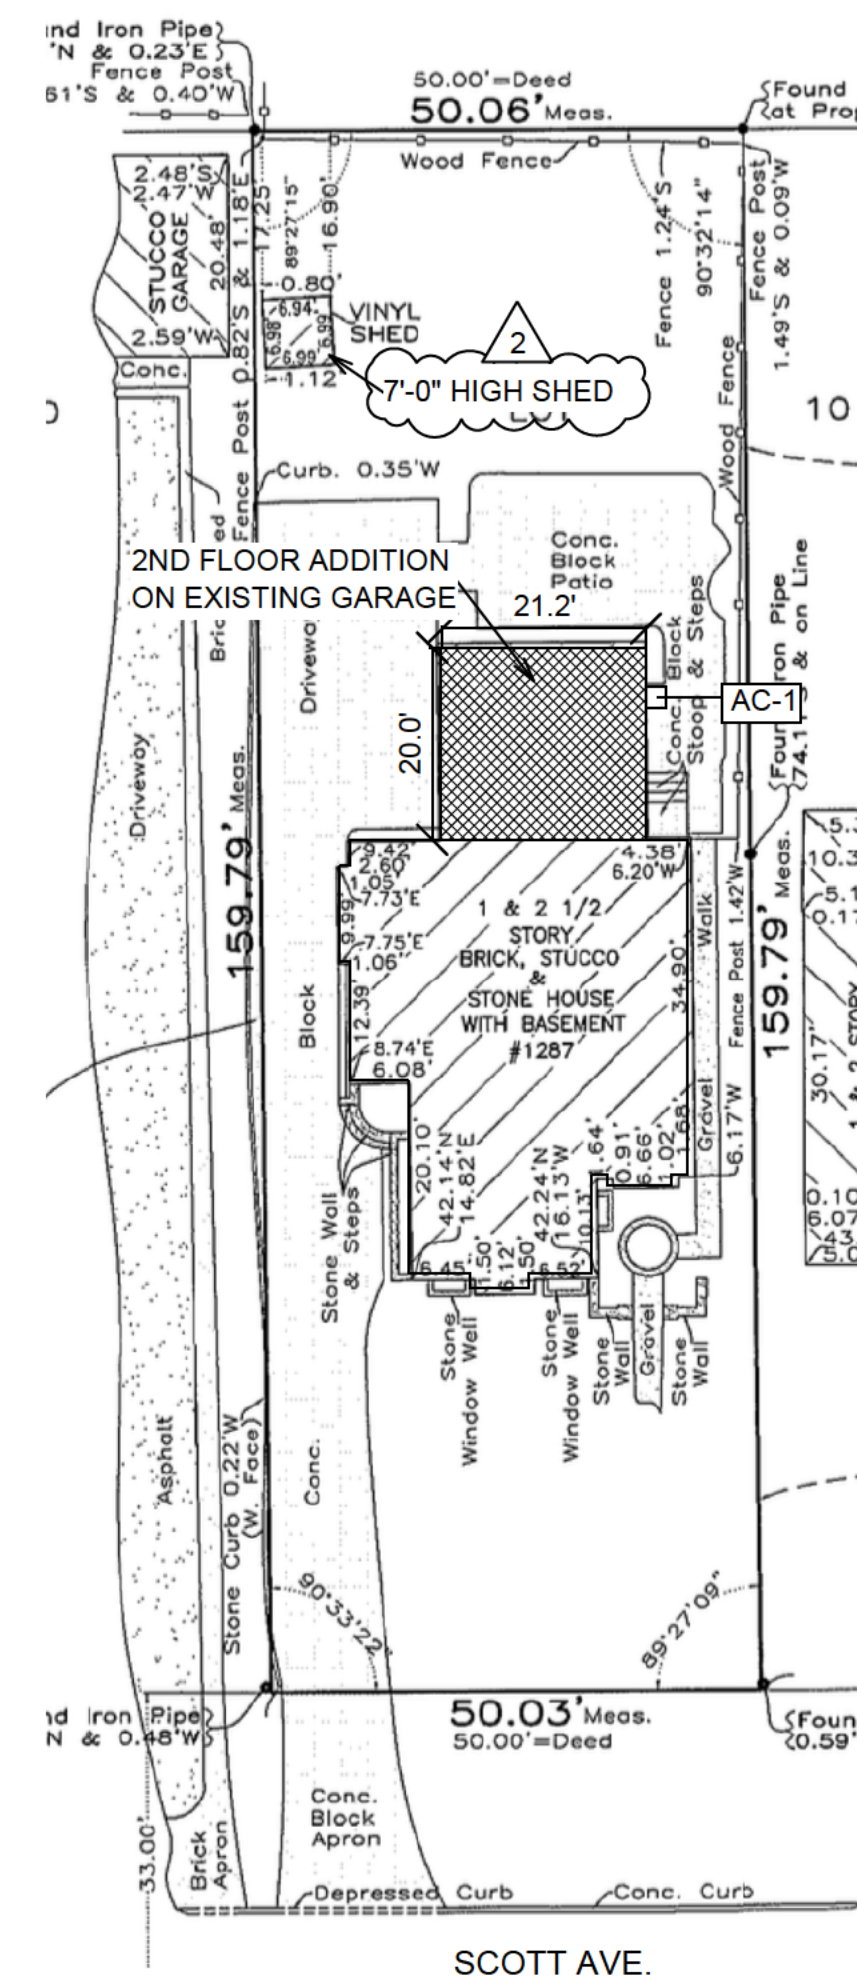 und Iron Pipe
'N & 0.23'E
Fence Post
61'S & 0.40'W
50.00'=Deed
50.06' Meas.
Found
at Prop
Wood Fence
2.48'S
2.47'W
STUCCO
GARAGE
20.48'
2.59'W
Conc.
Fence Post 0.82'S & 1.18'E
17.25'
89°27'15"
16.90'
0.80'
6.94'
6.98'
6.99'
6.99'
1.12'
VINYL
SHED
2
7'-0" HIGH SHED
Fence 1.24'S
90°32'14"
Fence Post
1.49'S & 0.09'W
Wood Fence
10
Curb. 0.35'W
Conc.
Block
Patio
2ND FLOOR ADDITION
ON EXISTING GARAGE
21.2'
20.0'
AC-1
Conc. Block
Stoop & Steps
Driveway
Driveway
& on Line
159.79' Meas.
159.79' Meas.
9.42'
2.60'
1.05'
7.73'E
9.99'
7.75'E
1.06'
12.39'
8.74'E
6.08'
4.38'
6.20'W
1 & 2 1/2
STORY
BRICK, STUCCO
&
STONE HOUSE
WITH BASEMENT
#1287
34.90'
Gravel Walk
Fence Post 1.42'W
6.17'W
30.17"
Block
20.10'
42.14'N
14.82'E
42.24'N
16.13'W
10.13'
0.91'
6.66'
1.02'
6.45'
1.50'
6.12'
1.50'
6.52'
Stone Wall
& Steps
Stone
Window Well
Stone
Window Well
Stone
Wall
Gravel
Stone
Wall
0.10
6.07
43.
5.0
Asphalt
Stone Curb 0.22'W
(W. Face)
Conc.
90°33'22"
89°27'09"
nd Iron Pipe
& 0.48'W
50.03' Meas.
50.00'=Deed
Foun
0.59'
33.00'
Brick
Apron
Conc.
Block
Apron
Depressed Curb
Conc. Curb
SCOTT AVE.